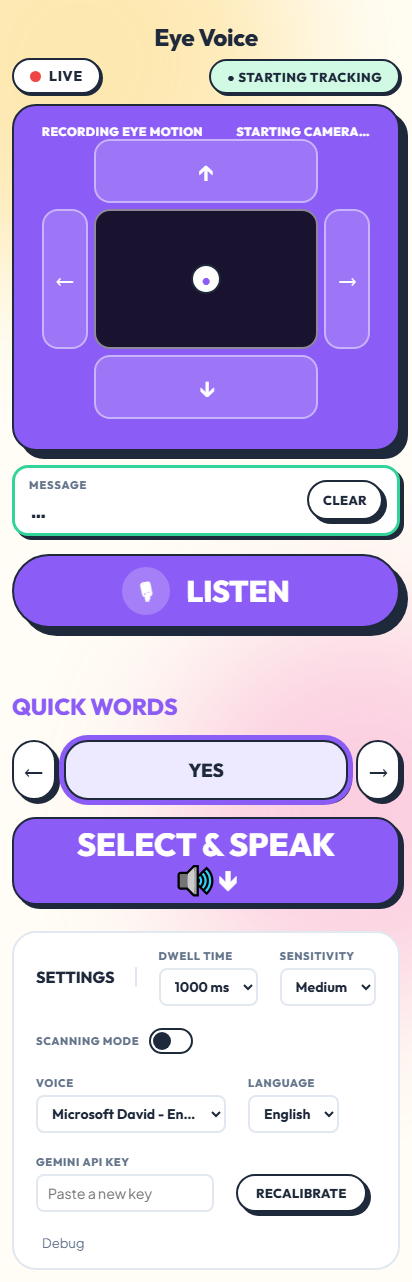 Eye Voice
LIVE
● STARTING TRACKING
RECORDING EYE MOTION
STARTING CAMERA...
↑
←
→
↓
MESSAGE
...
CLEAR
LISTEN
QUICK WORDS
←
YES
→
SELECT & SPEAK
🔊↓
SETTINGS
DWELL TIME
1000 ms
SENSITIVITY
Medium
SCANNING MODE
VOICE
Microsoft David - En...
LANGUAGE
English
GEMINI API KEY
Paste a new key
RECALIBRATE
Debug